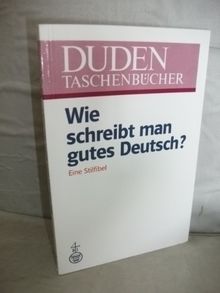 DUDEN
TASCHENBÜCHER
Wie
schreibt man
gutes Deutsch?
Eine Stilfibel